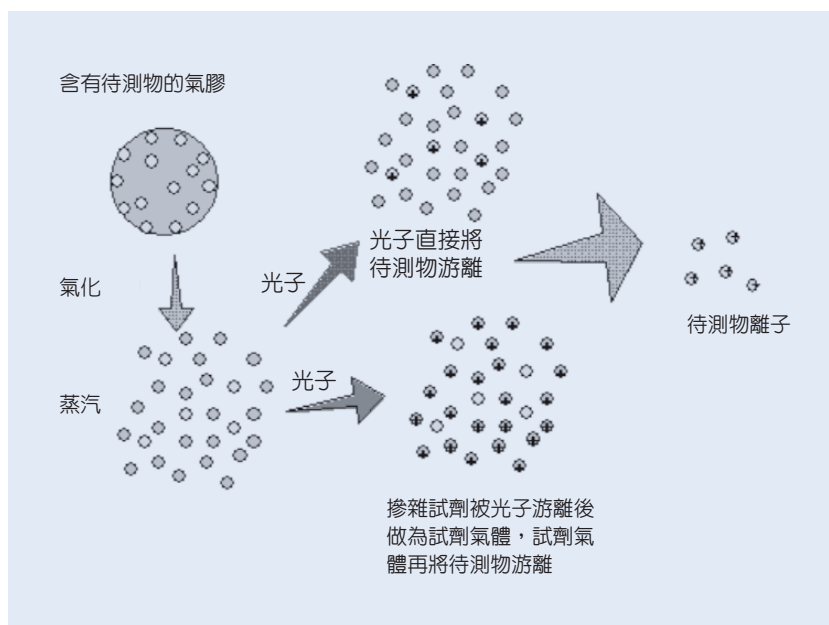 含有待測物的氣膠
氣化
蒸汽
光子
光子直接將
待測物游離
光子
摻雜試劑被光子游離後
做為試劑氣體，試劑氣
體再將待測物游離
待測物離子